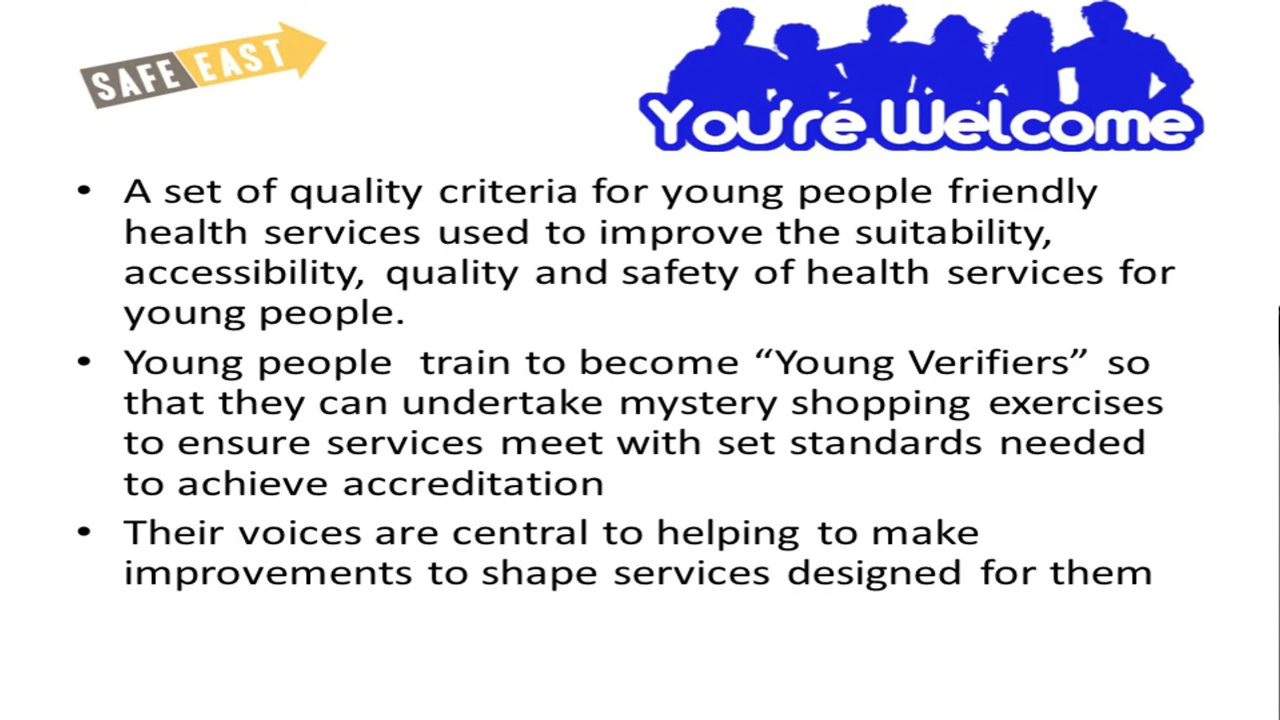 SAFE EAST
You're Welcome
• A set of quality criteria for young people friendly
health services used to improve the suitability,
accessibility, quality and safety of health services for
young people.
• Young people train to become “Young Verifiers” so
that they can undertake mystery shopping exercises
to ensure services meet with set standards needed
to achieve accreditation
• Their voices are central to helping to make
improvements to shape services designed for them